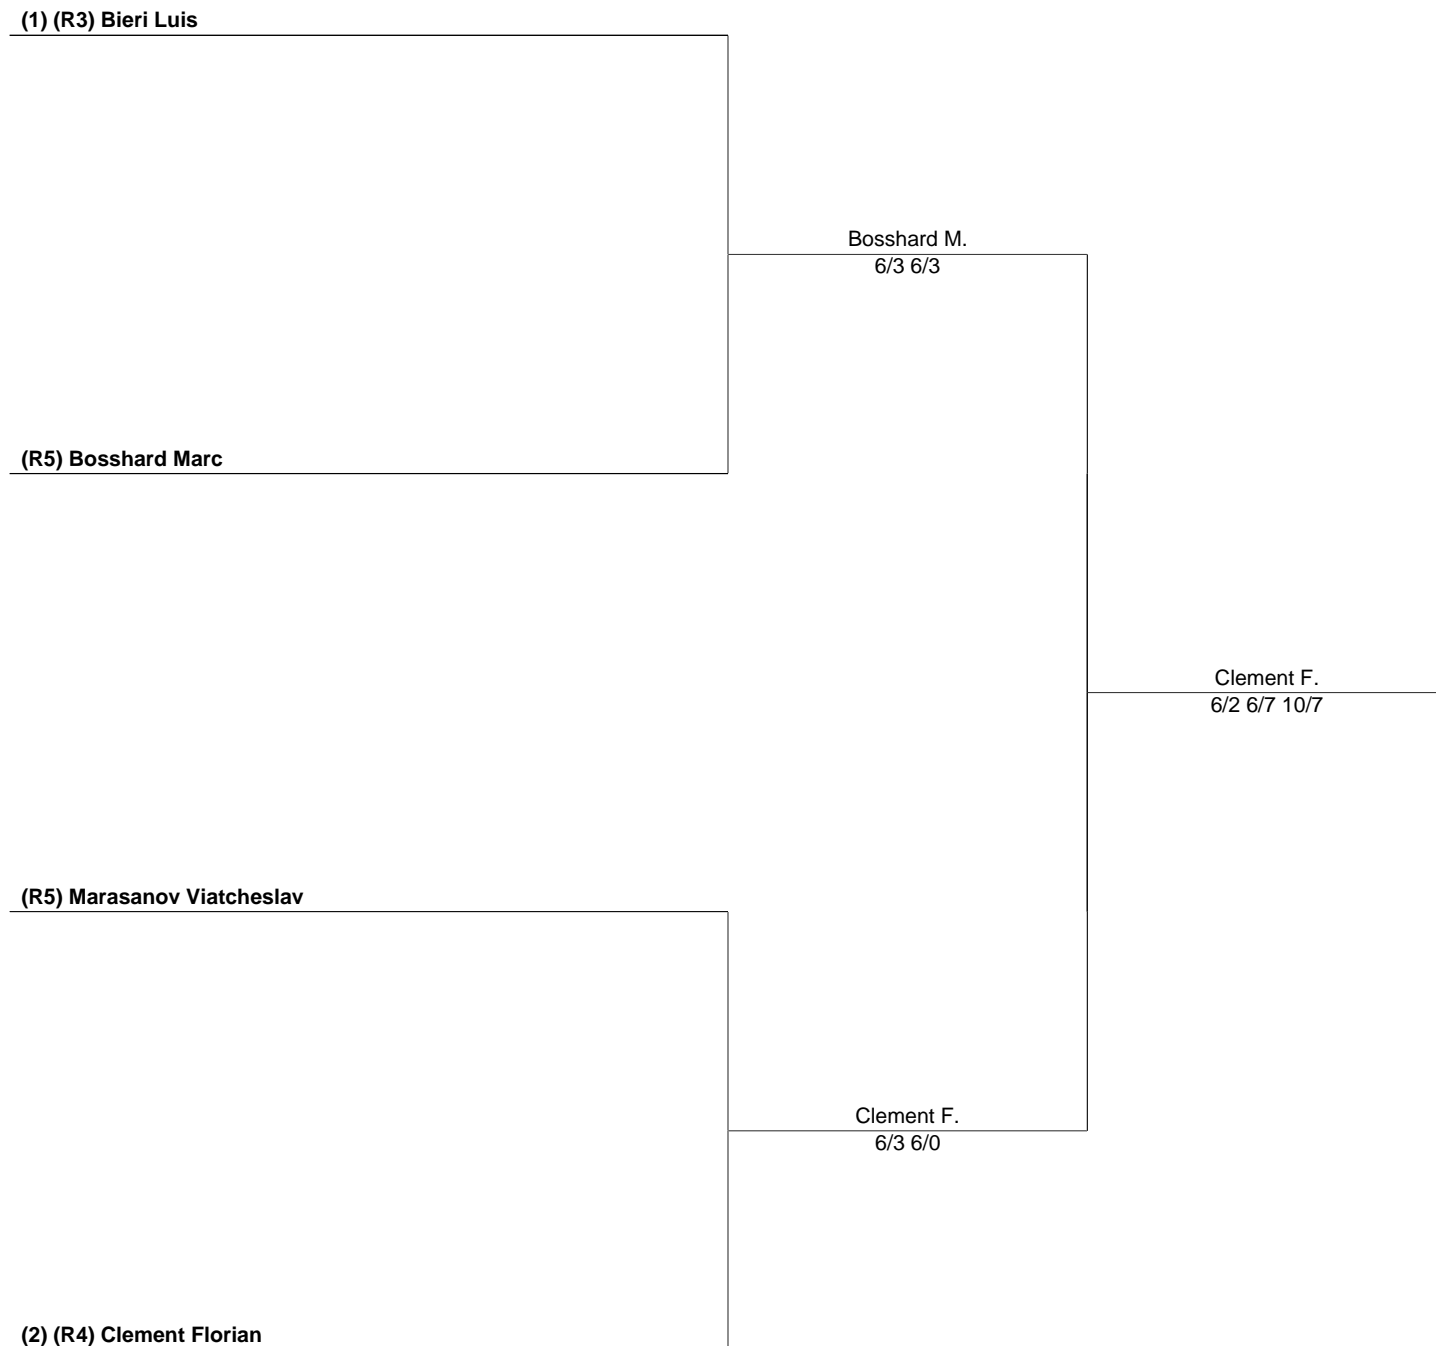 (1) (R3) Bieri Luis
Bosshard M.
6/3 6/3
(R5) Bosshard Marc
Clement F.
6/2 6/7 10/7
(R5) Marasanov Viatcheslav
Clement F.
6/3 6/0
(2) (R4) Clement Florian